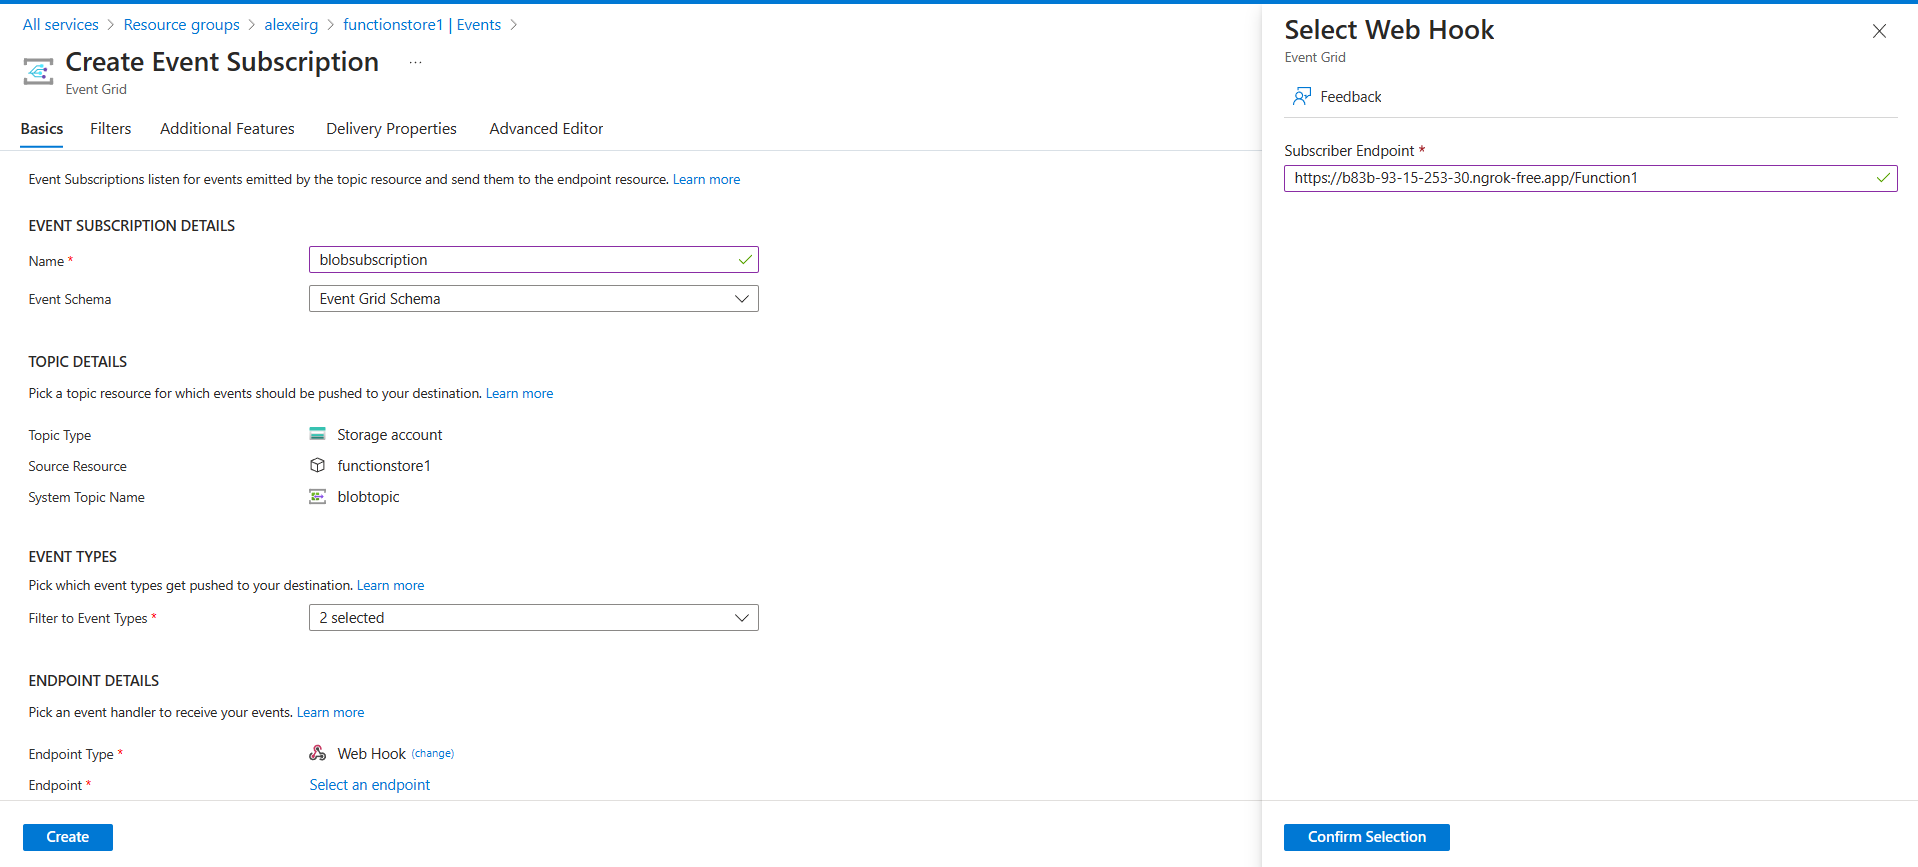 All services > Resource groups > alexeirg > functionstore1 | Events >
Create Event Subscription ...
Event Grid
Basics Filters Additional Features Delivery Properties Advanced Editor
Event Subscriptions listen for events emitted by the topic resource and send them to the endpoint resource. Learn more
EVENT SUBSCRIPTION DETAILS
Name * blobsubscription
Event Schema Event Grid Schema
TOPIC DETAILS
Pick a topic resource for which events should be pushed to your destination. Learn more
Topic Type Storage account
Source Resource functionstore1
System Topic Name blobtopic
EVENT TYPES
Pick which event types get pushed to your destination. Learn more
Filter to Event Types * 2 selected
ENDPOINT DETAILS
Pick an event handler to receive your events. Learn more
Endpoint Type * Web Hook (change)
Endpoint * Select an endpoint
Create
Select Web Hook
Event Grid
Feedback
Subscriber Endpoint *
https://b83b-93-15-253-30.ngrok-free.app/Function1
Confirm Selection